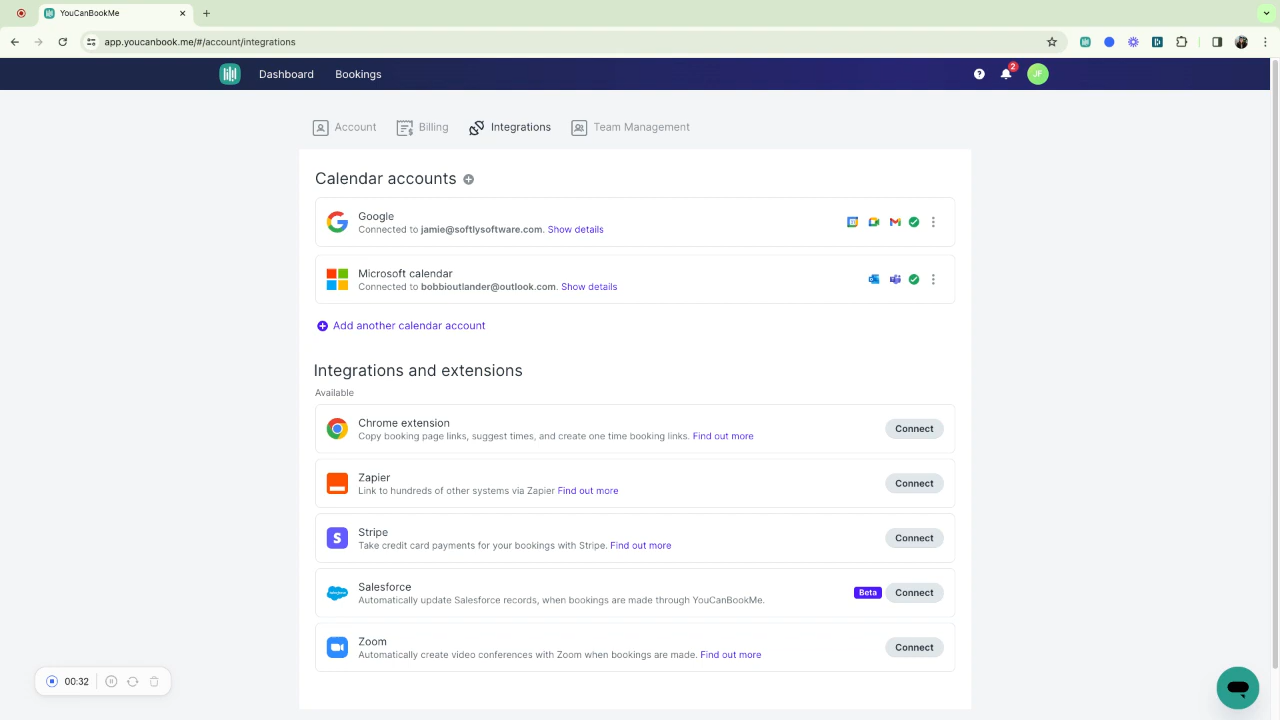 YouCanBookMe
app.youcanbook.me/#/account/integrations
Dashboard Bookings 2 JF
Account Billing Integrations Team Management
Calendar accounts
Google
Connected to jamie@softlysoftware.com. Show details
Microsoft calendar
Connected to bobbioutlander@outlook.com. Show details
Add another calendar account
Integrations and extensions
Available
Chrome extension
Copy booking page links, suggest times, and create one time booking links. Find out more
Connect
Zapier
Link to hundreds of other systems via Zapier Find out more
Connect
Stripe
Take credit card payments for your bookings with Stripe. Find out more
Connect
Salesforce
Automatically update Salesforce records, when bookings are made through YouCanBookMe.
Beta Connect
Zoom
Automatically create video conferences with Zoom when bookings are made. Find out more
Connect
00:32